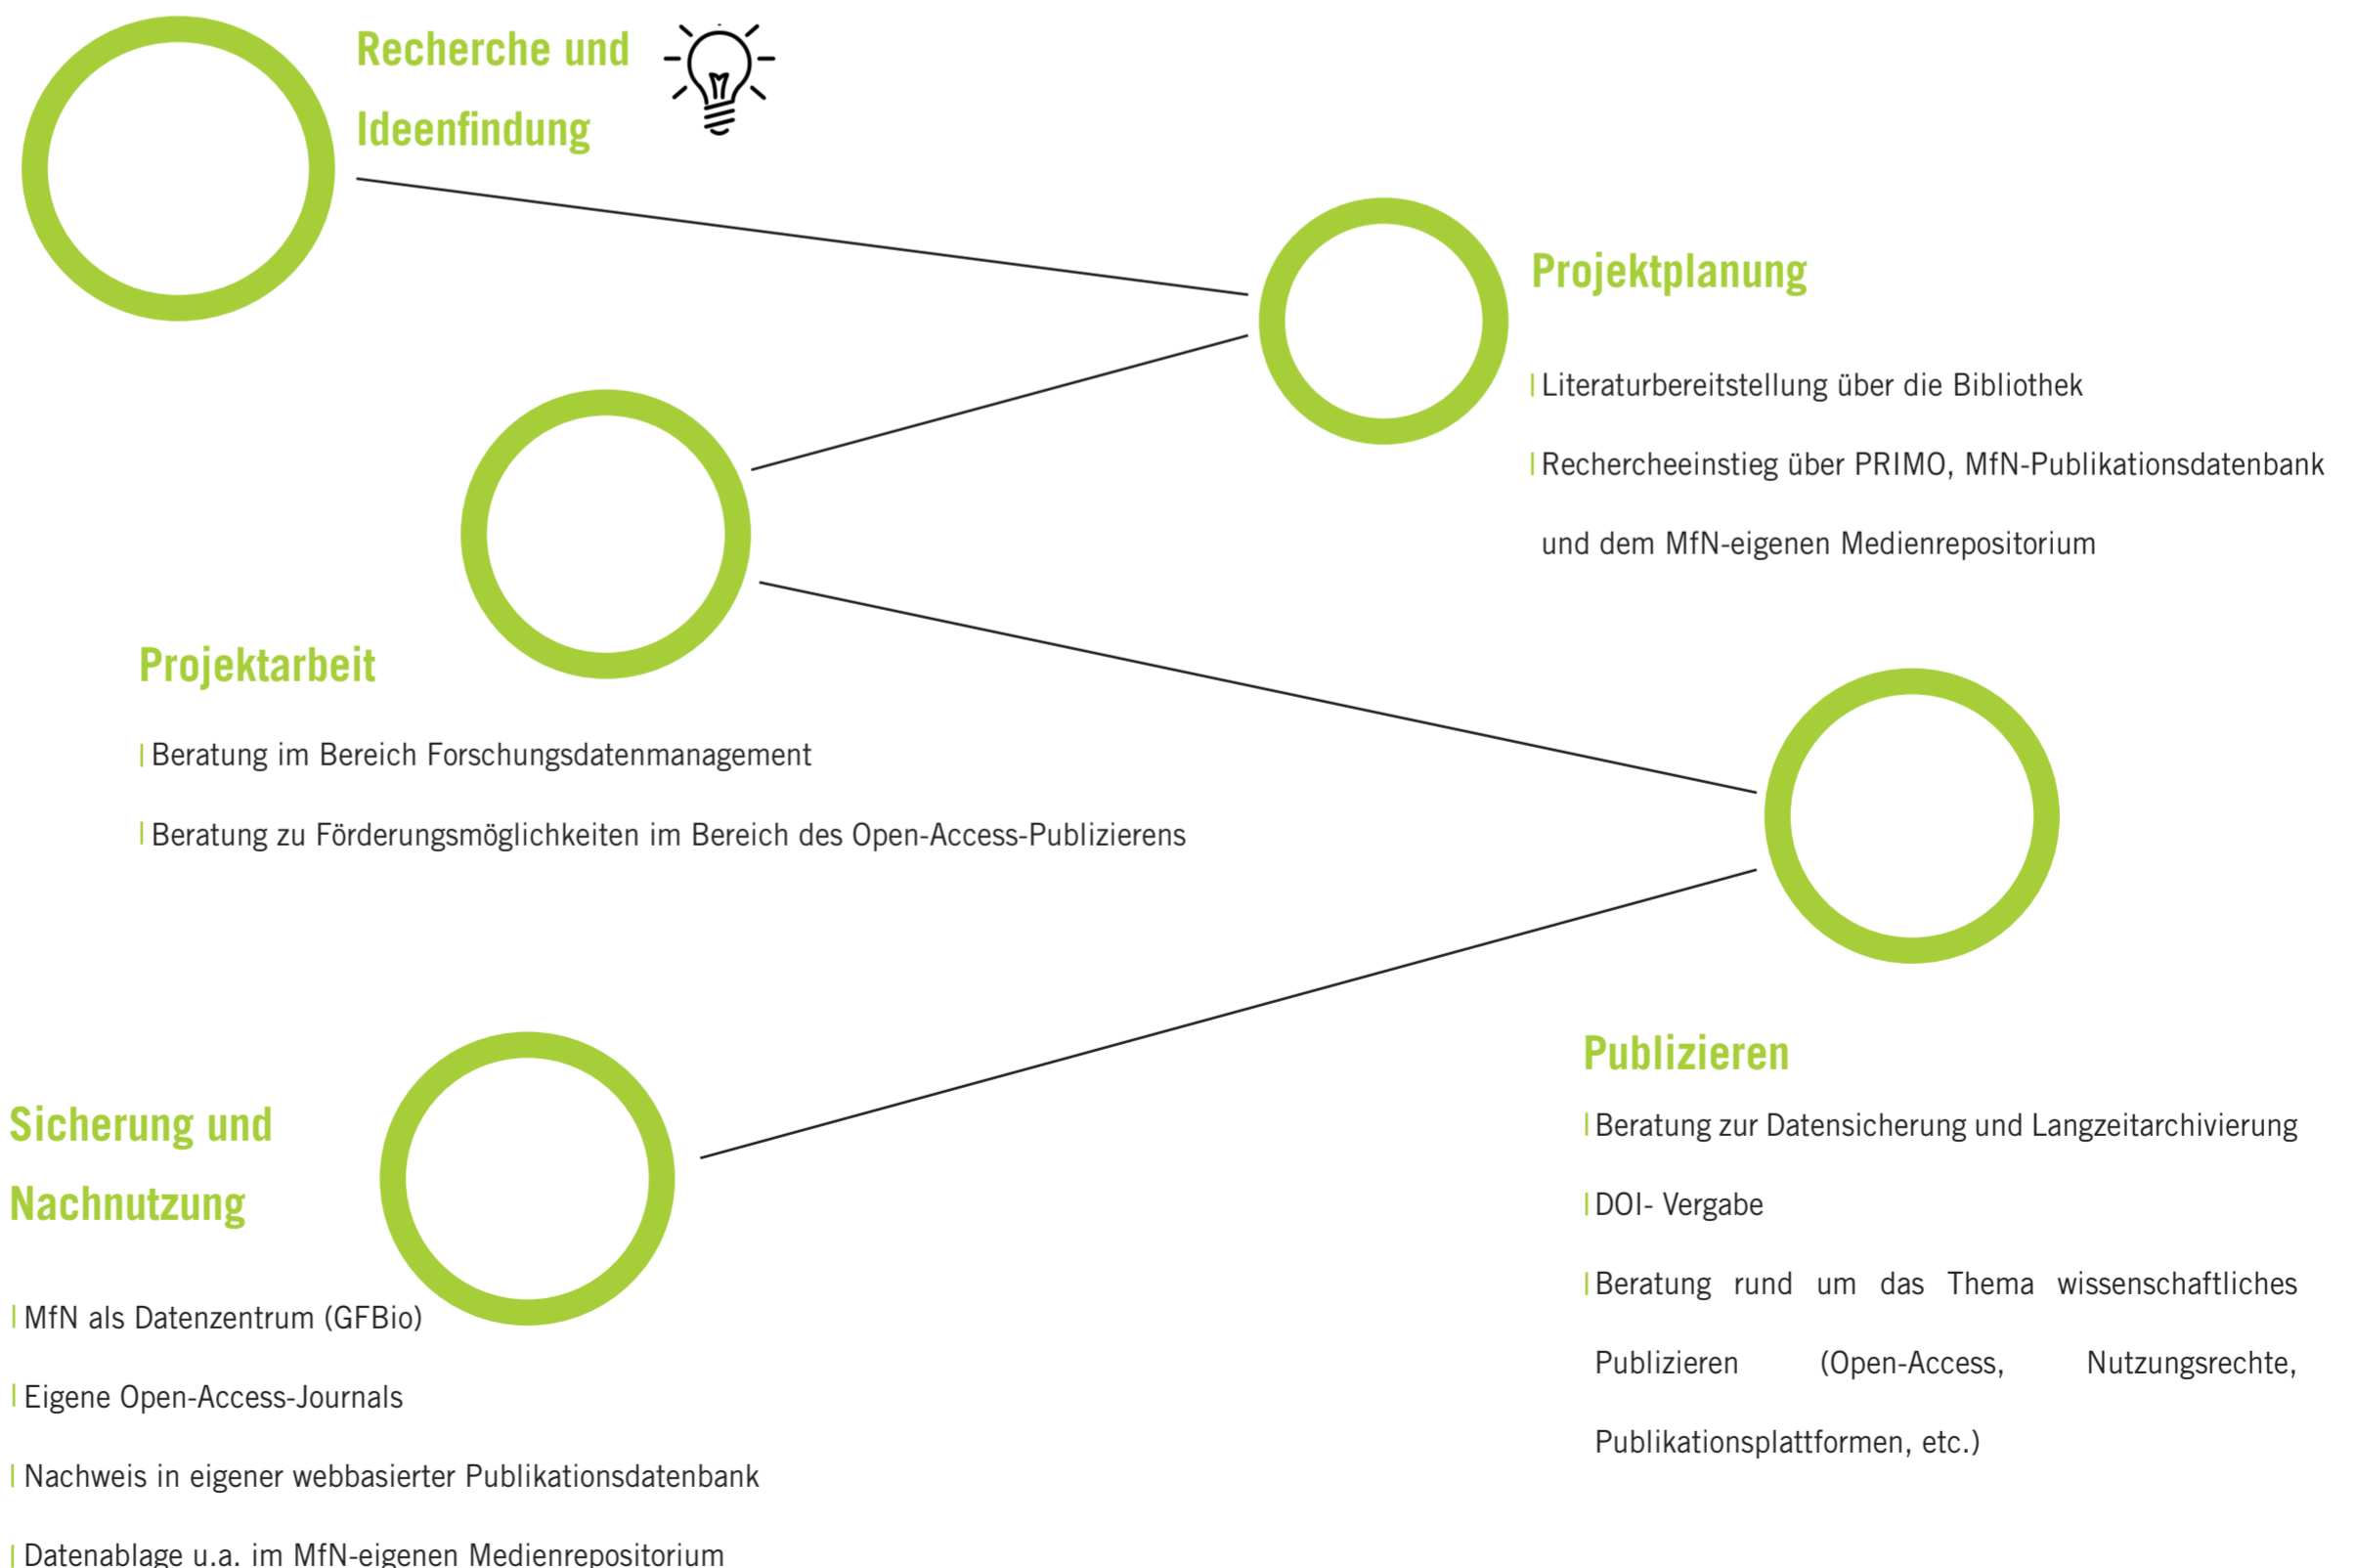 Recherche und
Ideenfindung
Projektplanung
| Literaturbereitstellung über die Bibliothek
| Rechercheeinstieg über PRIMO, MfN-Publikationsdatenbank
und dem MfN-eigenen Medienrepositorium
Projektarbeit
| Beratung im Bereich Forschungsdatenmanagement
| Beratung zu Förderungsmöglichkeiten im Bereich des Open-Access-Publizierens
Publizieren
| Beratung zur Datensicherung und Langzeitarchivierung
| DOI- Vergabe
| Beratung rund um das Thema wissenschaftliches
Publizieren (Open-Access, Nutzungsrechte,
Publikationsplattformen, etc.)
Sicherung und
Nachnutzung
| MfN als Datenzentrum (GFBio)
| Eigene Open-Access-Journals
| Nachweis in eigener webbasierter Publikationsdatenbank
| Datenablage u.a. im MfN-eigenen Medienrepositorium